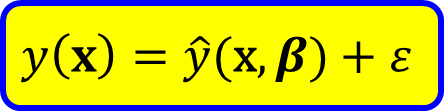 y(𝐱) = ŷ(𝐱, 𝜷) + ε